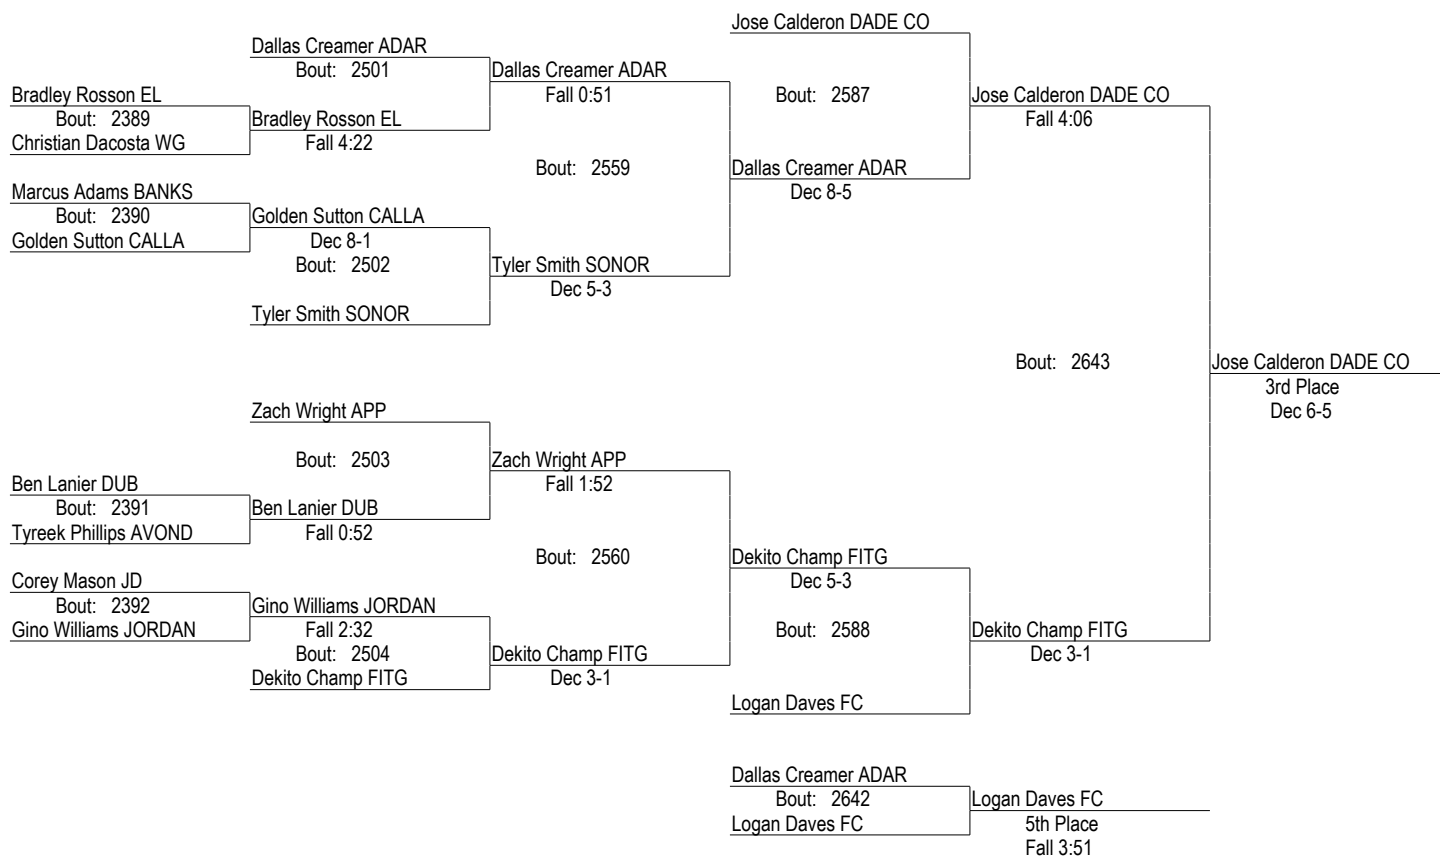 Jose Calderon DADE CO
Dallas Creamer ADAR
Bout: 2501
Dallas Creamer ADAR
Fall 0:51
Bradley Rosson EL
Bout: 2389
Christian Dacosta WG
Bradley Rosson EL
Fall 4:22
Bout: 2587
Jose Calderon DADE CO
Fall 4:06
Bout: 2559
Dallas Creamer ADAR
Dec 8-5
Marcus Adams BANKS
Bout: 2390
Golden Sutton CALLA
Golden Sutton CALLA
Dec 8-1
Bout: 2502
Tyler Smith SONOR
Dec 5-3
Tyler Smith SONOR
Bout: 2643
Jose Calderon DADE CO
3rd Place
Dec 6-5
Zach Wright APP
Bout: 2503
Zach Wright APP
Fall 1:52
Ben Lanier DUB
Bout: 2391
Tyreek Phillips AVOND
Ben Lanier DUB
Fall 0:52
Bout: 2560
Dekito Champ FITG
Dec 5-3
Corey Mason JD
Bout: 2392
Gino Williams JORDAN
Gino Williams JORDAN
Fall 2:32
Bout: 2504
Dekito Champ FITG
Dekito Champ FITG
Dec 3-1
Bout: 2588
Dekito Champ FITG
Dec 3-1
Logan Daves FC
Dallas Creamer ADAR
Bout: 2642
Logan Daves FC
Logan Daves FC
5th Place
Fall 3:51